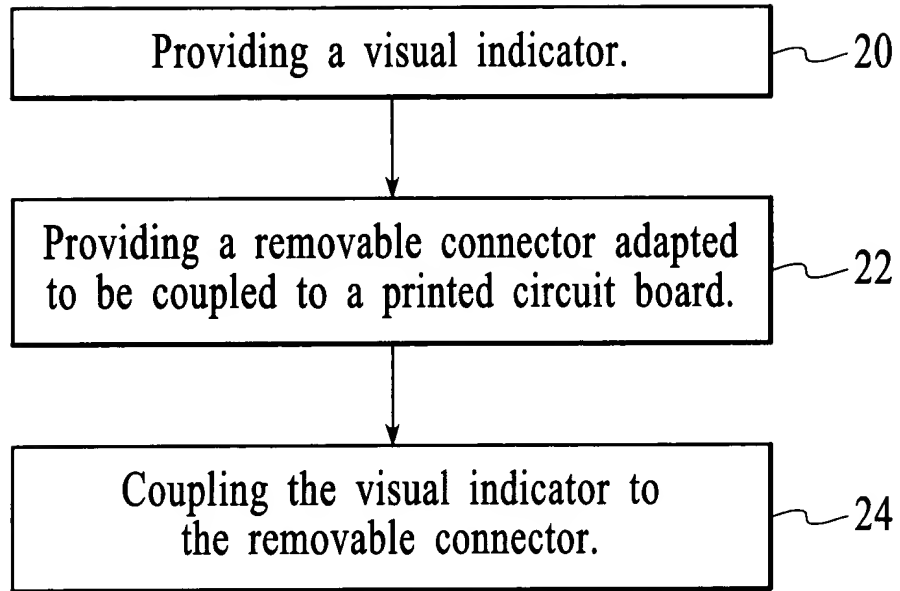 Providing a visual indicator.
20
Providing a removable connector adapted
to be coupled to a printed circuit board.
22
Coupling the visual indicator to
the removable connector.
24